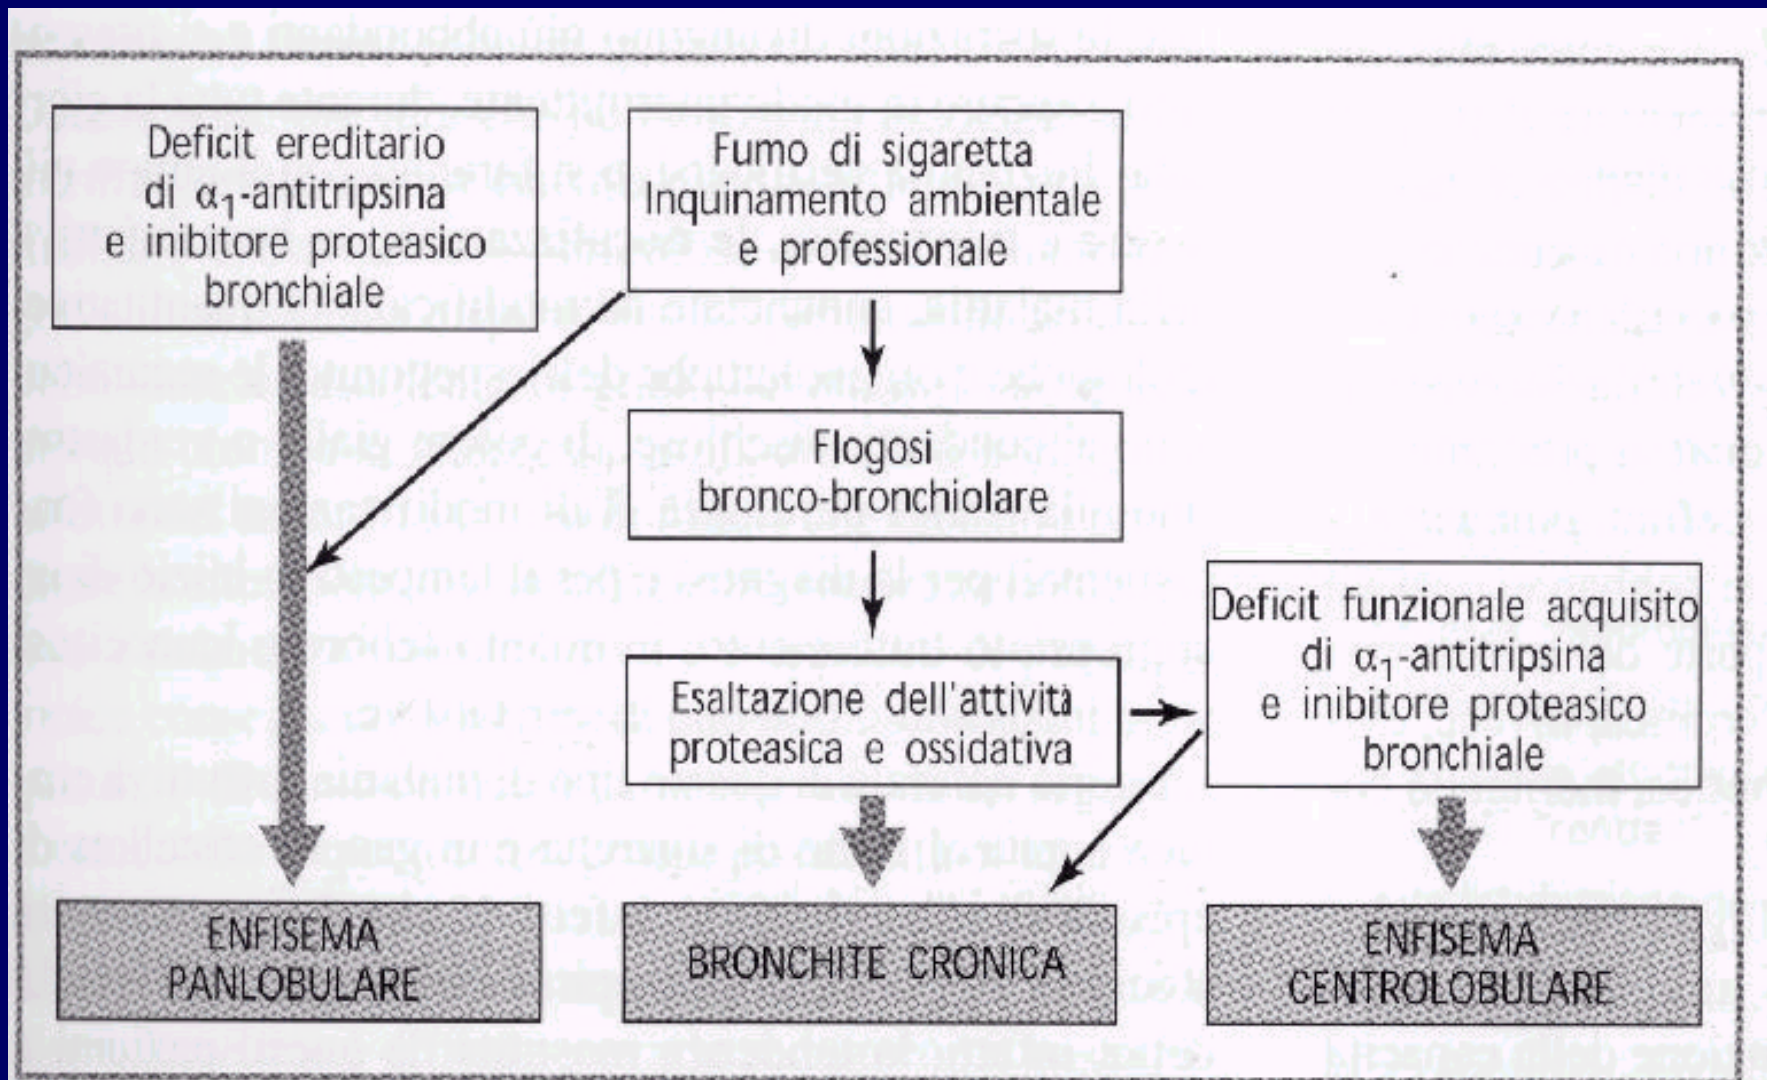 Deficit ereditario
di α₁-antitripsina
e inibitore proteasico
bronchiale
Fumo di sigaretta
Inquinamento ambientale
e professionale
Flogosi
bronco-bronchiolare
Esaltazione dell'attività
proteasica e ossidativa
Deficit funzionale acquisito
di α₁-antitripsina
e inibitore proteasico
bronchiale
ENFISEMA
PANLOBULARE
BRONCHITE CRONICA
ENFISEMA
CENTROLOBULARE